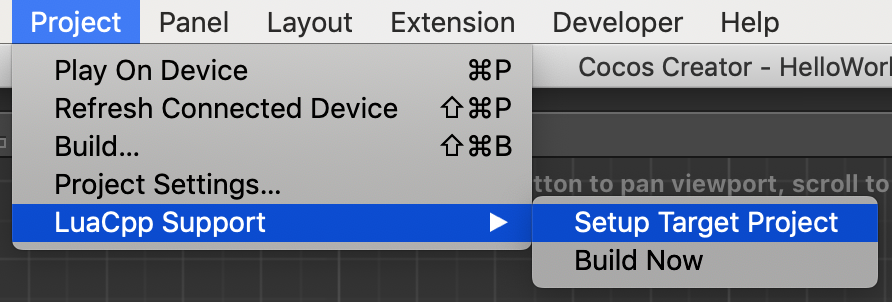 Project Panel Layout Extension Developer Help
Play On Device ⌘P
Cocos Creator - HelloWorl
Refresh Connected Device ⇧⌘P
Build... ⇧⌘B
Project Settings...
tton to pan viewport, scroll to
LuaCpp Support ▶
Setup Target Project
Build Now